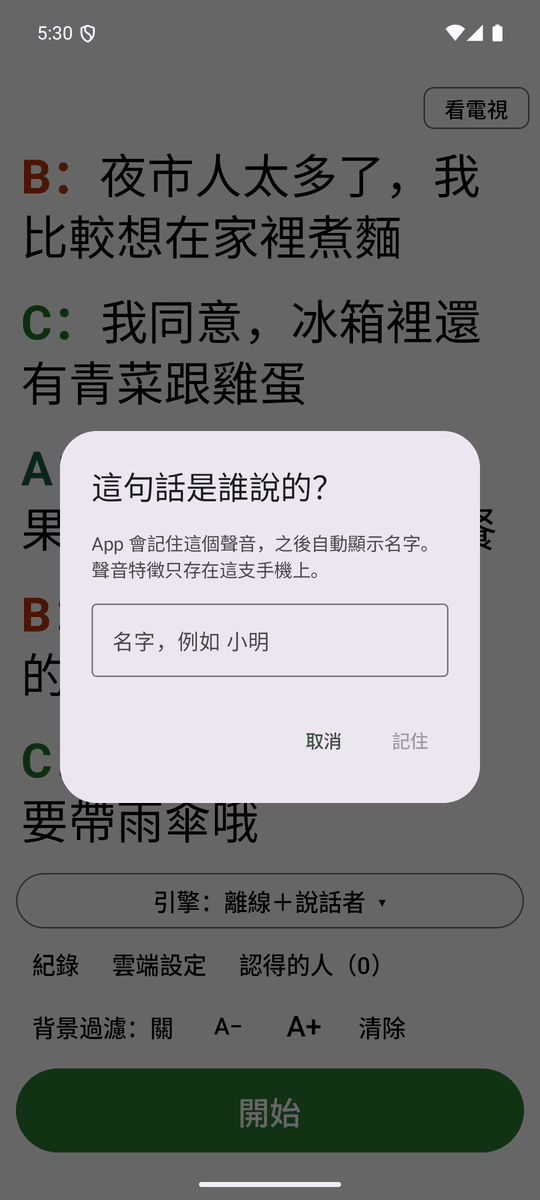 5:30
看電視
B：夜市人太多了，我
比較想在家裡煮麵
C：我同意，冰箱裡還
有青菜跟雞蛋
A
果
餐
B:
的
C
要帶雨傘哦
這句話是誰說的？
App 會記住這個聲音，之後自動顯示名字。
聲音特徵只存在這支手機上。
名字，例如 小明
取消 記住
引擎：離線＋說話者 ▾
紀錄 雲端設定 認得的人（0）
背景過濾：關 A− A+ 清除
開始